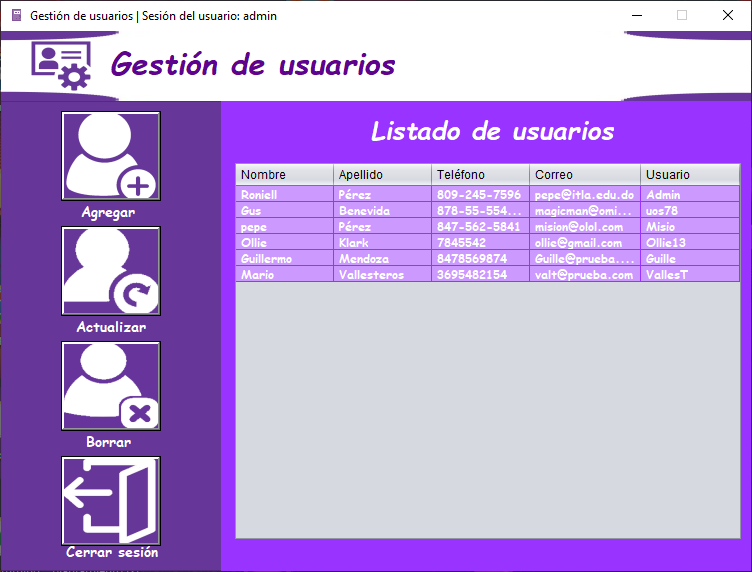 Gestión de usuarios | Sesión del usuario: admin
Gestión de usuarios
Agregar
Actualizar
Borrar
Cerrar sesión
Listado de usuarios
Nombre Apellido Teléfono Correo Usuario
Roniell Pérez 809-245-7596 pepe@itla.edu.do Admin
Gus Benevida 878-55-554... magicman@omi... uos78
pepe Pérez 847-562-5841 mision@olol.com Misio
Ollie Klark 7845542 ollie@gmail.com Ollie13
Guillermo Mendoza 8478569874 Guille@prueba.... Guille
Mario Vallesteros 3695482154 valt@prueba.com VallesT